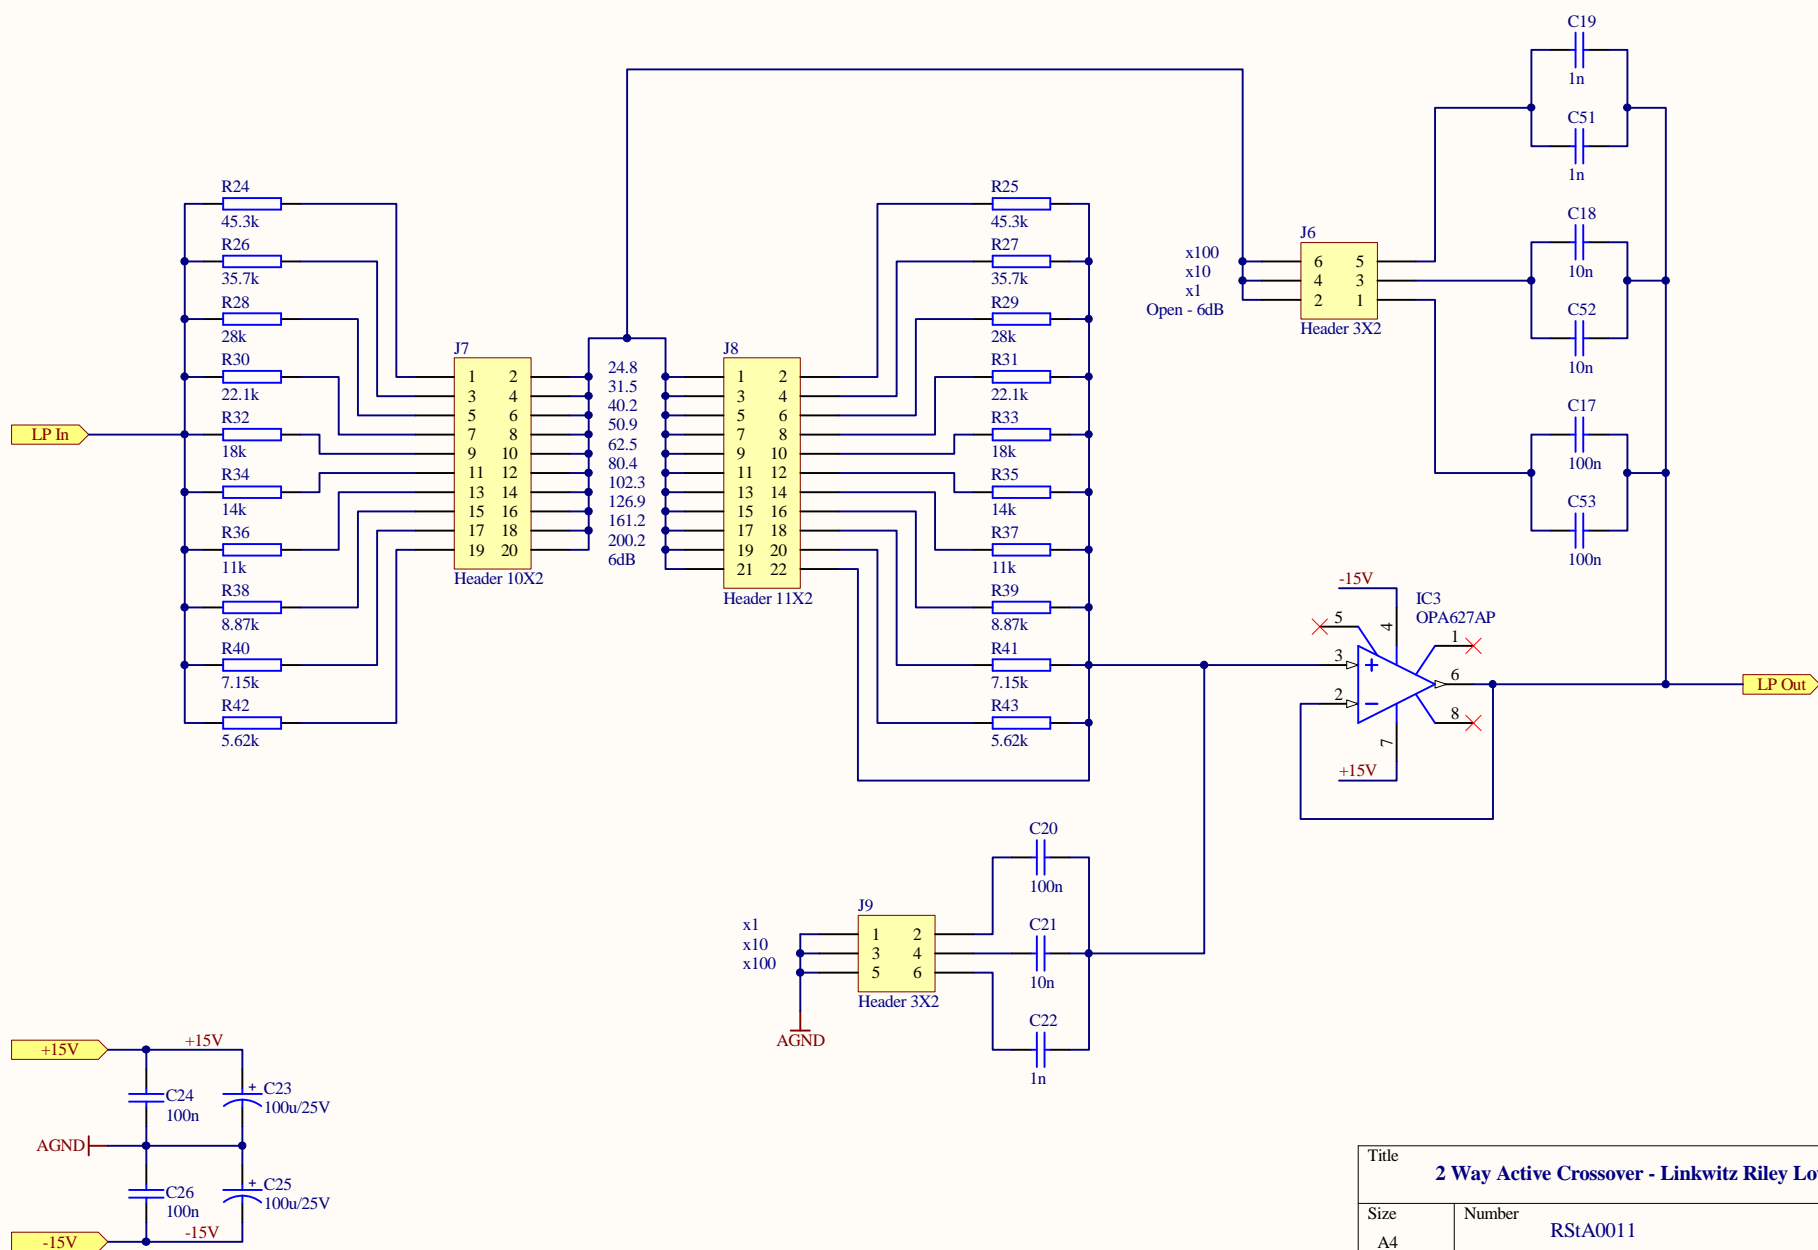 C19
1n
C51
1n
C18
10n
C52
10n
C17
100n
C53
100n
R24
45.3k
R26
35.7k
R28
28k
R30
22.1k
R32
18k
R34
14k
R36
11k
R38
8.87k
R40
7.15k
R42
5.62k
LP In
J7
1 2
3 4
5 6
7 8
9 10
11 12
13 14
15 16
17 18
19 20
Header 10X2
24.8
31.5
40.2
50.9
62.5
80.4
102.3
126.9
161.2
200.2
6dB
J8
1 2
3 4
5 6
7 8
9 10
11 12
13 14
15 16
17 18
19 20
21 22
Header 11X2
R25
45.3k
R27
35.7k
R29
28k
R31
22.1k
R33
18k
R35
14k
R37
11k
R39
8.87k
R41
7.15k
R43
5.62k
x100
x10
x1
Open - 6dB
J6
6 5
4 3
2 1
Header 3X2
-15V
IC3
OPA627AP
5
4
1
3
+
6
2
-
8
7
+15V
LP Out
C20
100n
C21
10n
C22
1n
x1
x10
x100
J9
1 2
3 4
5 6
Header 3X2
AGND
+15V
+15V
C24
100n
+
C23
100u/25V
AGND
C26
100n
+
C25
100u/25V
-15V
-15V
Title
2 Way Active Crossover - Linkwitz Riley Lo
Size
A4
Number
RStA0011